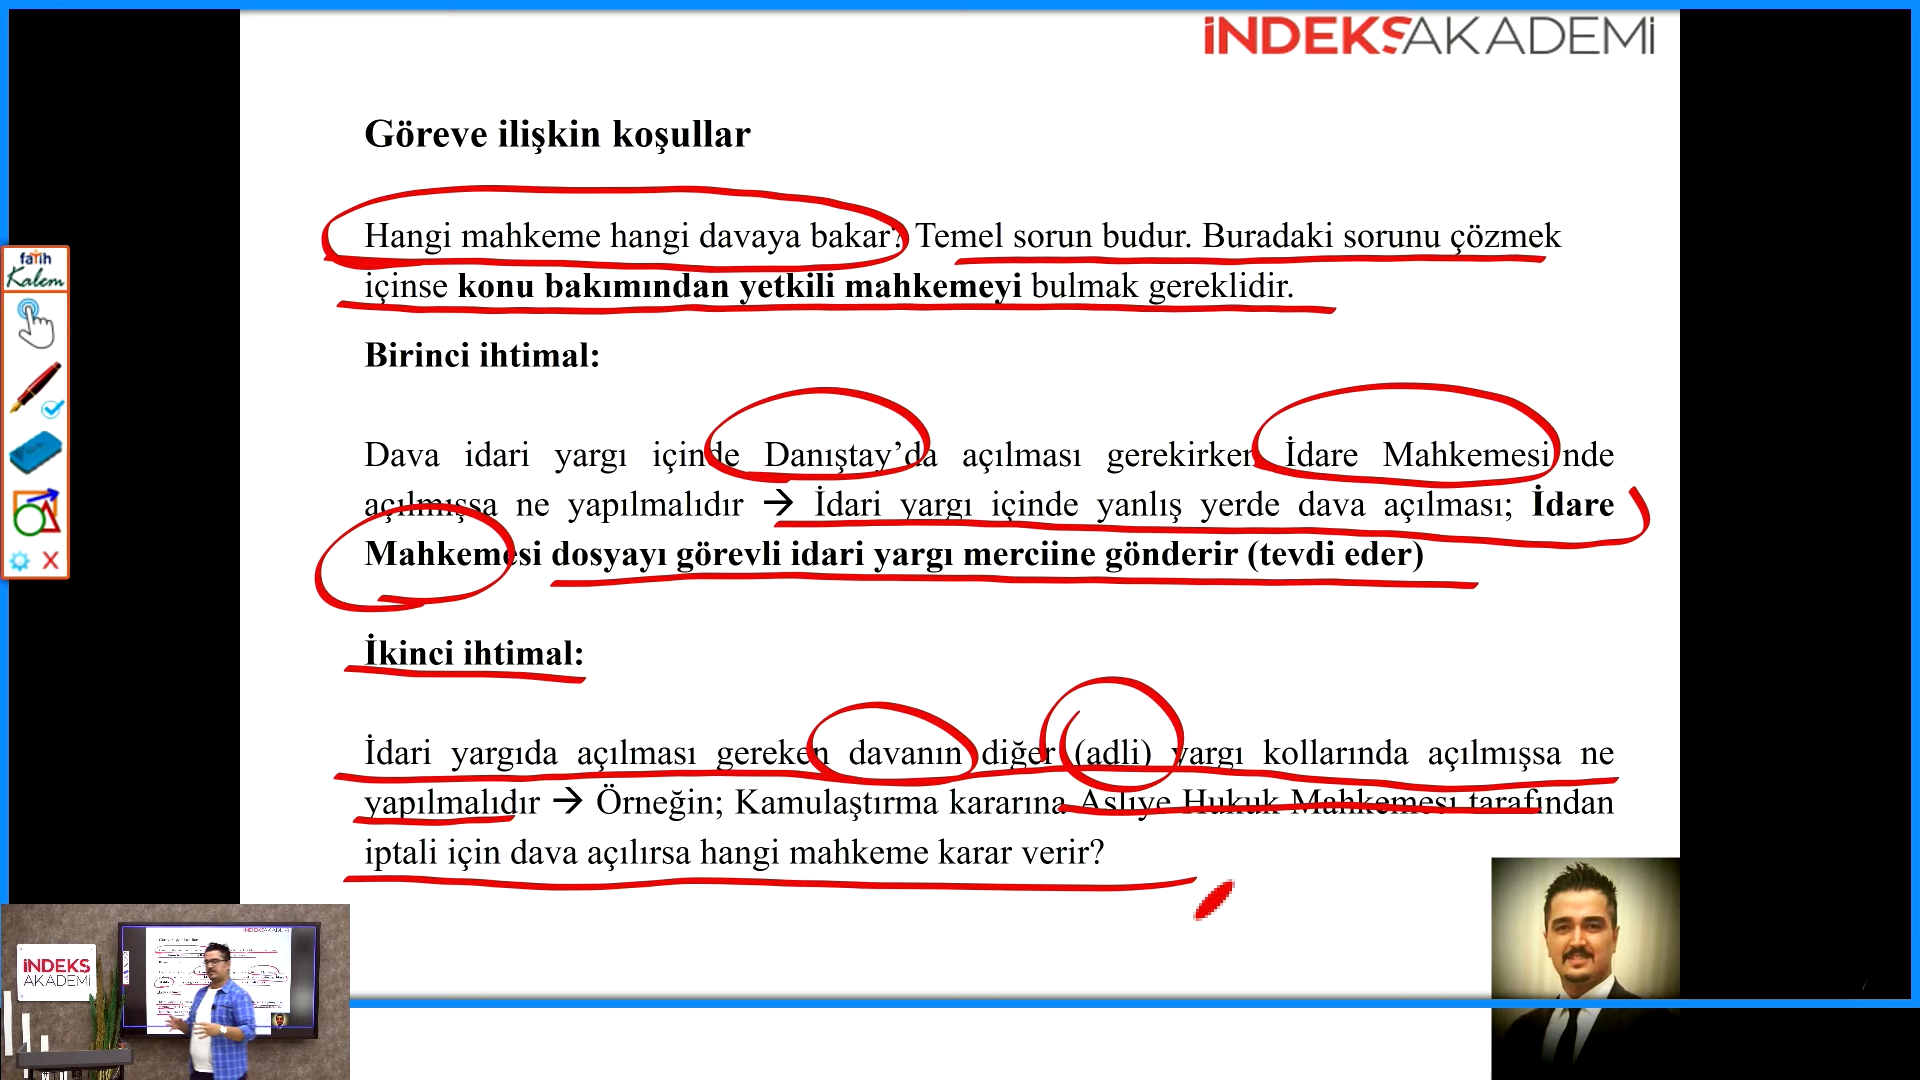 İNDEKSAKADEMİ
Göreve ilişkin koşullar
Hangi mahkeme hangi davaya bakar? Temel sorun budur. Buradaki sorunu çözmek
içinse konu bakımından yetkili mahkemeyi bulmak gereklidir.
Birinci ihtimal:
Dava idari yargı içinde Danıştay’da açılması gerekirken İdare Mahkemesi’nde
açılmışsa ne yapılmalıdır → İdari yargı içinde yanlış yerde dava açılması; İdare
Mahkemesi dosyayı görevli idari yargı merciine gönderir (tevdi eder)
İkinci ihtimal:
İdari yargıda açılması gereken davanın diğer (adli) yargı kollarında açılmışsa ne
yapılmalıdır → Örneğin; Kamulaştırma kararına Asliye Hukuk Mahkemesi tarafından
iptali için dava açılırsa hangi mahkeme karar verir?
fatih
Kalem
İNDEKS
AKADEMİ